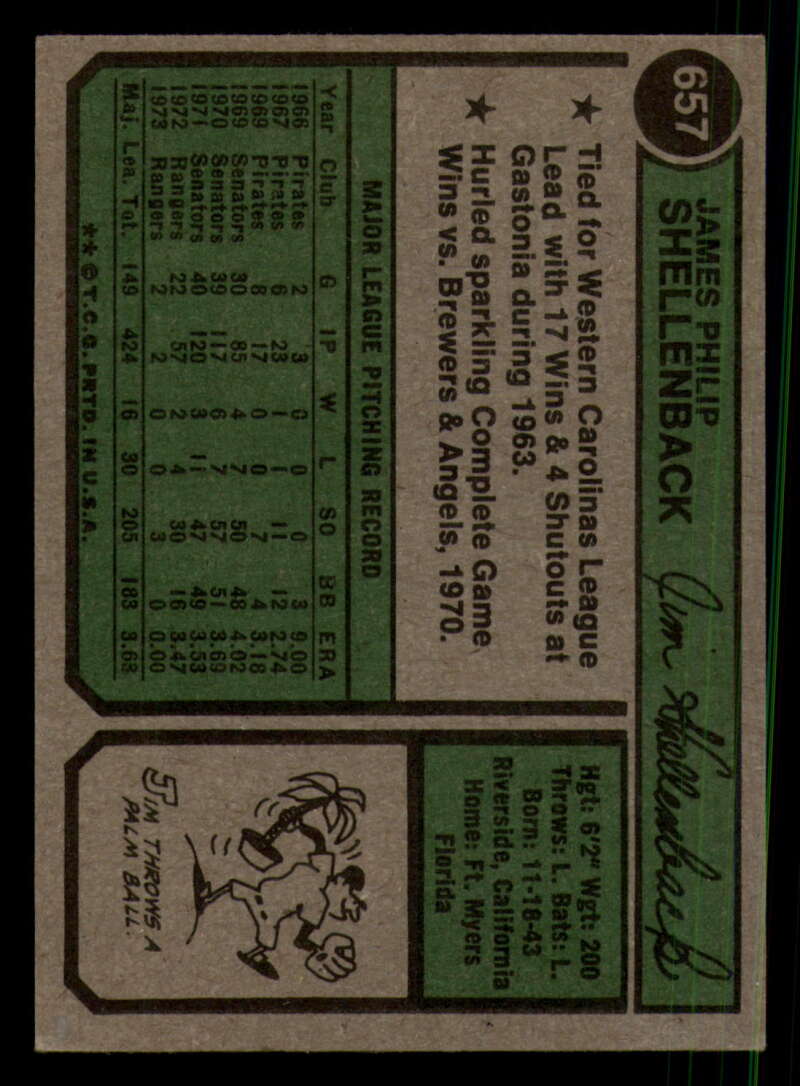 657
JAMES PHILIP
SHELLENBACK
Jim Shellenback
★ Tied for Western Carolinas League
Lead with 17 Wins & 4 Shutouts at
Gastonia during 1963.
★ Hurled sparkling Complete Game
Wins vs. Brewers & Angels, 1970.
MAJOR LEAGUE PITCHING RECORD
Year Club G IP W L SO BB ERA
1966 Pirates 2 3 0 0 0 3 9.00
1967 Pirates 6 23 1 1 11 12 2.74
1969 Pirates 8 17 0 0 7 4 3.18
1969 Senators 30 85 4 7 50 48 4.02
1970 Senators 39 117 6 7 57 51 3.69
1971 Senators 40 120 3 11 47 49 3.53
1972 Rangers 22 57 2 4 30 16 3.47
1973 Rangers 2 2 0 0 3 0 0.00
Maj. Lea. Tot. 149 424 16 30 205 183 3.63
**©T.C.G. PRTD. IN U.S.A.
Hgt: 6'2" Wgt: 200
Throws: L. Bats: L.
Born: 11-18-43
Riverside, California
Home: Ft. Myers
Florida
JIM THROWS A
PALM BALL.